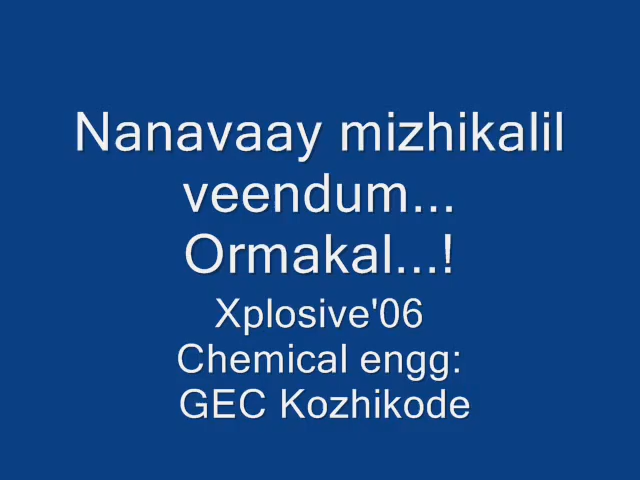 Nanavaay mizhikalil
veendum...
Ormakal...!
Xplosive'06
Chemical engg:
GEC Kozhikode